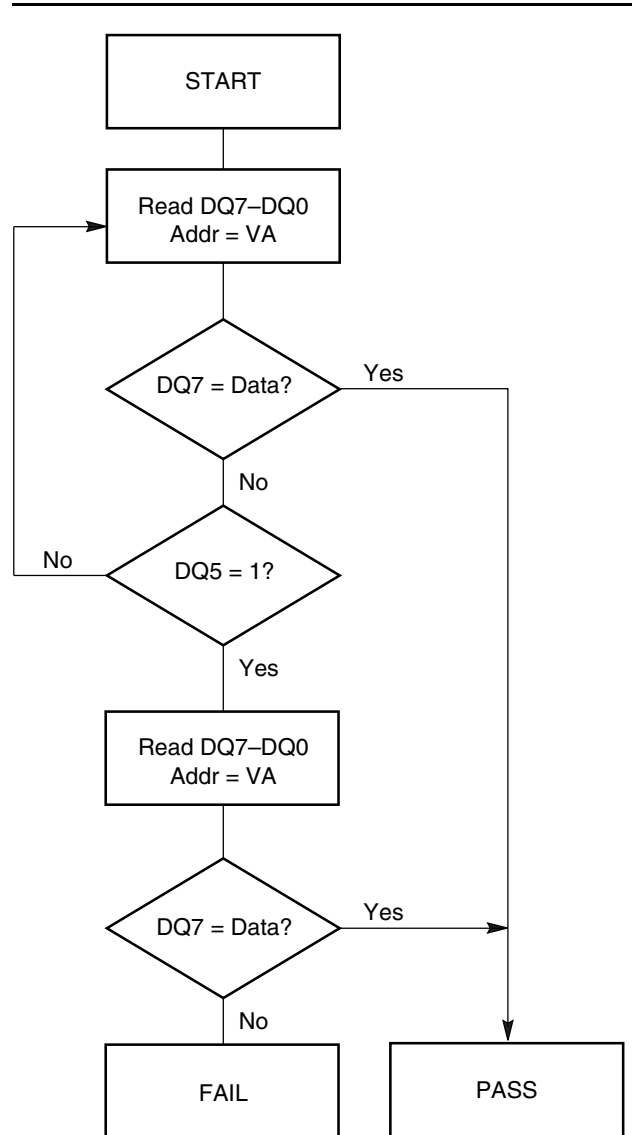 START
Read DQ7–DQ0
Addr = VA
DQ7 = Data?
Yes
No
DQ5 = 1?
No
Yes
Read DQ7–DQ0
Addr = VA
DQ7 = Data?
Yes
No
FAIL
PASS